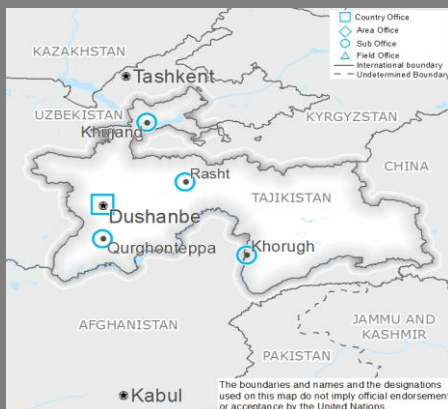 Country Office
Area Office
Sub Office
Field Office
International boundary
Undetermined Boundary
KAZAKHSTAN
Tashkent
UZBEKISTAN
Khujand
KYRGYZSTAN
CHINA
Rasht
TAJIKISTAN
Dushanbe
Qurghonteppa
Khorugh
AFGHANISTAN
JAMMU AND
KASHMIR
PAKISTAN
Kabul
The boundaries and names and the designations
used on this map do not imply official endorsemen
or acceptance by the United Nations